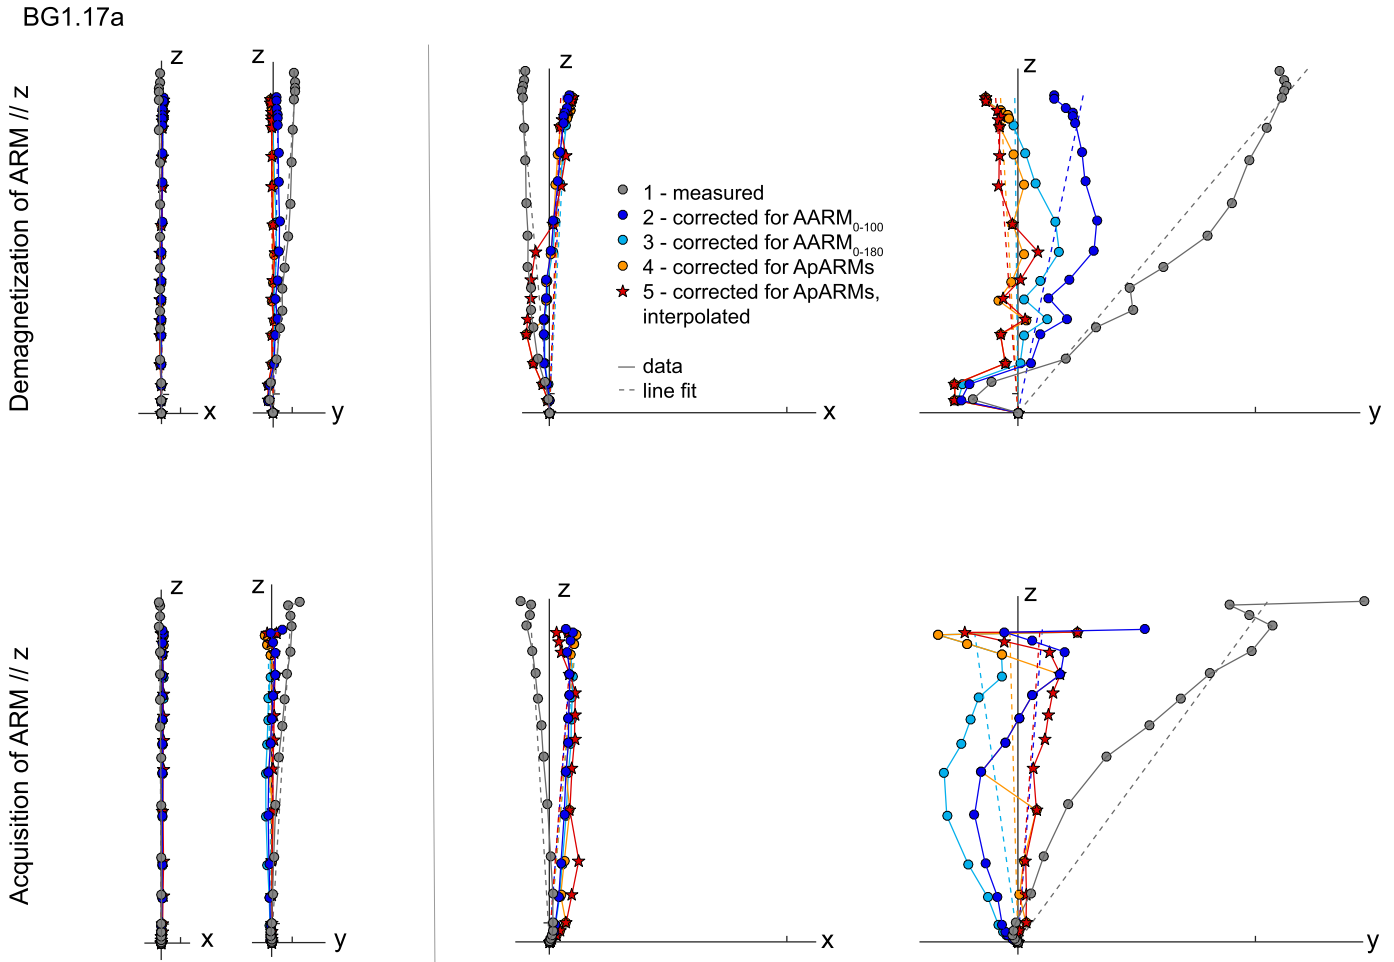 BG1.17a
Demagnetization of ARM // z
z
z
z
z
x
y
x
y
1 - measured
2 - corrected for AARM0-100
3 - corrected for AARM0-180
4 - corrected for ApARMs
5 - corrected for ApARMs,
interpolated
data
line fit
Acquisition of ARM // z
z
z
z
z
x
y
x
y